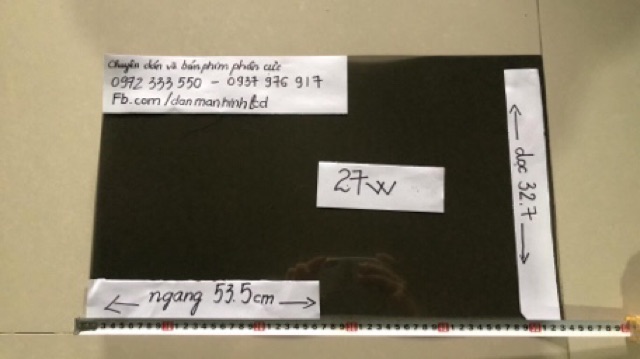 Chuyên dán và bán phim phân cực
0972 333 550 - 0937 976 917
Fb.com/danmanhinhlcd
27w
dọc 32.7
ngang 53.5cm